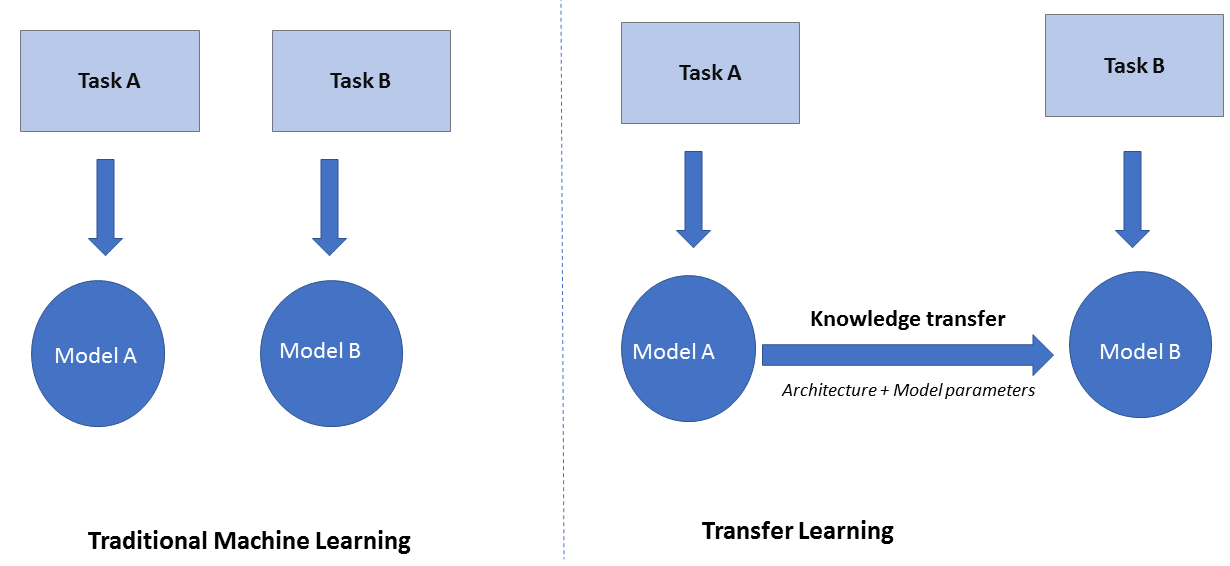 Task A
Task B
Model A
Model B
Traditional Machine Learning
Task A
Task B
Model A
Knowledge transfer
Architecture + Model parameters
Model B
Transfer Learning